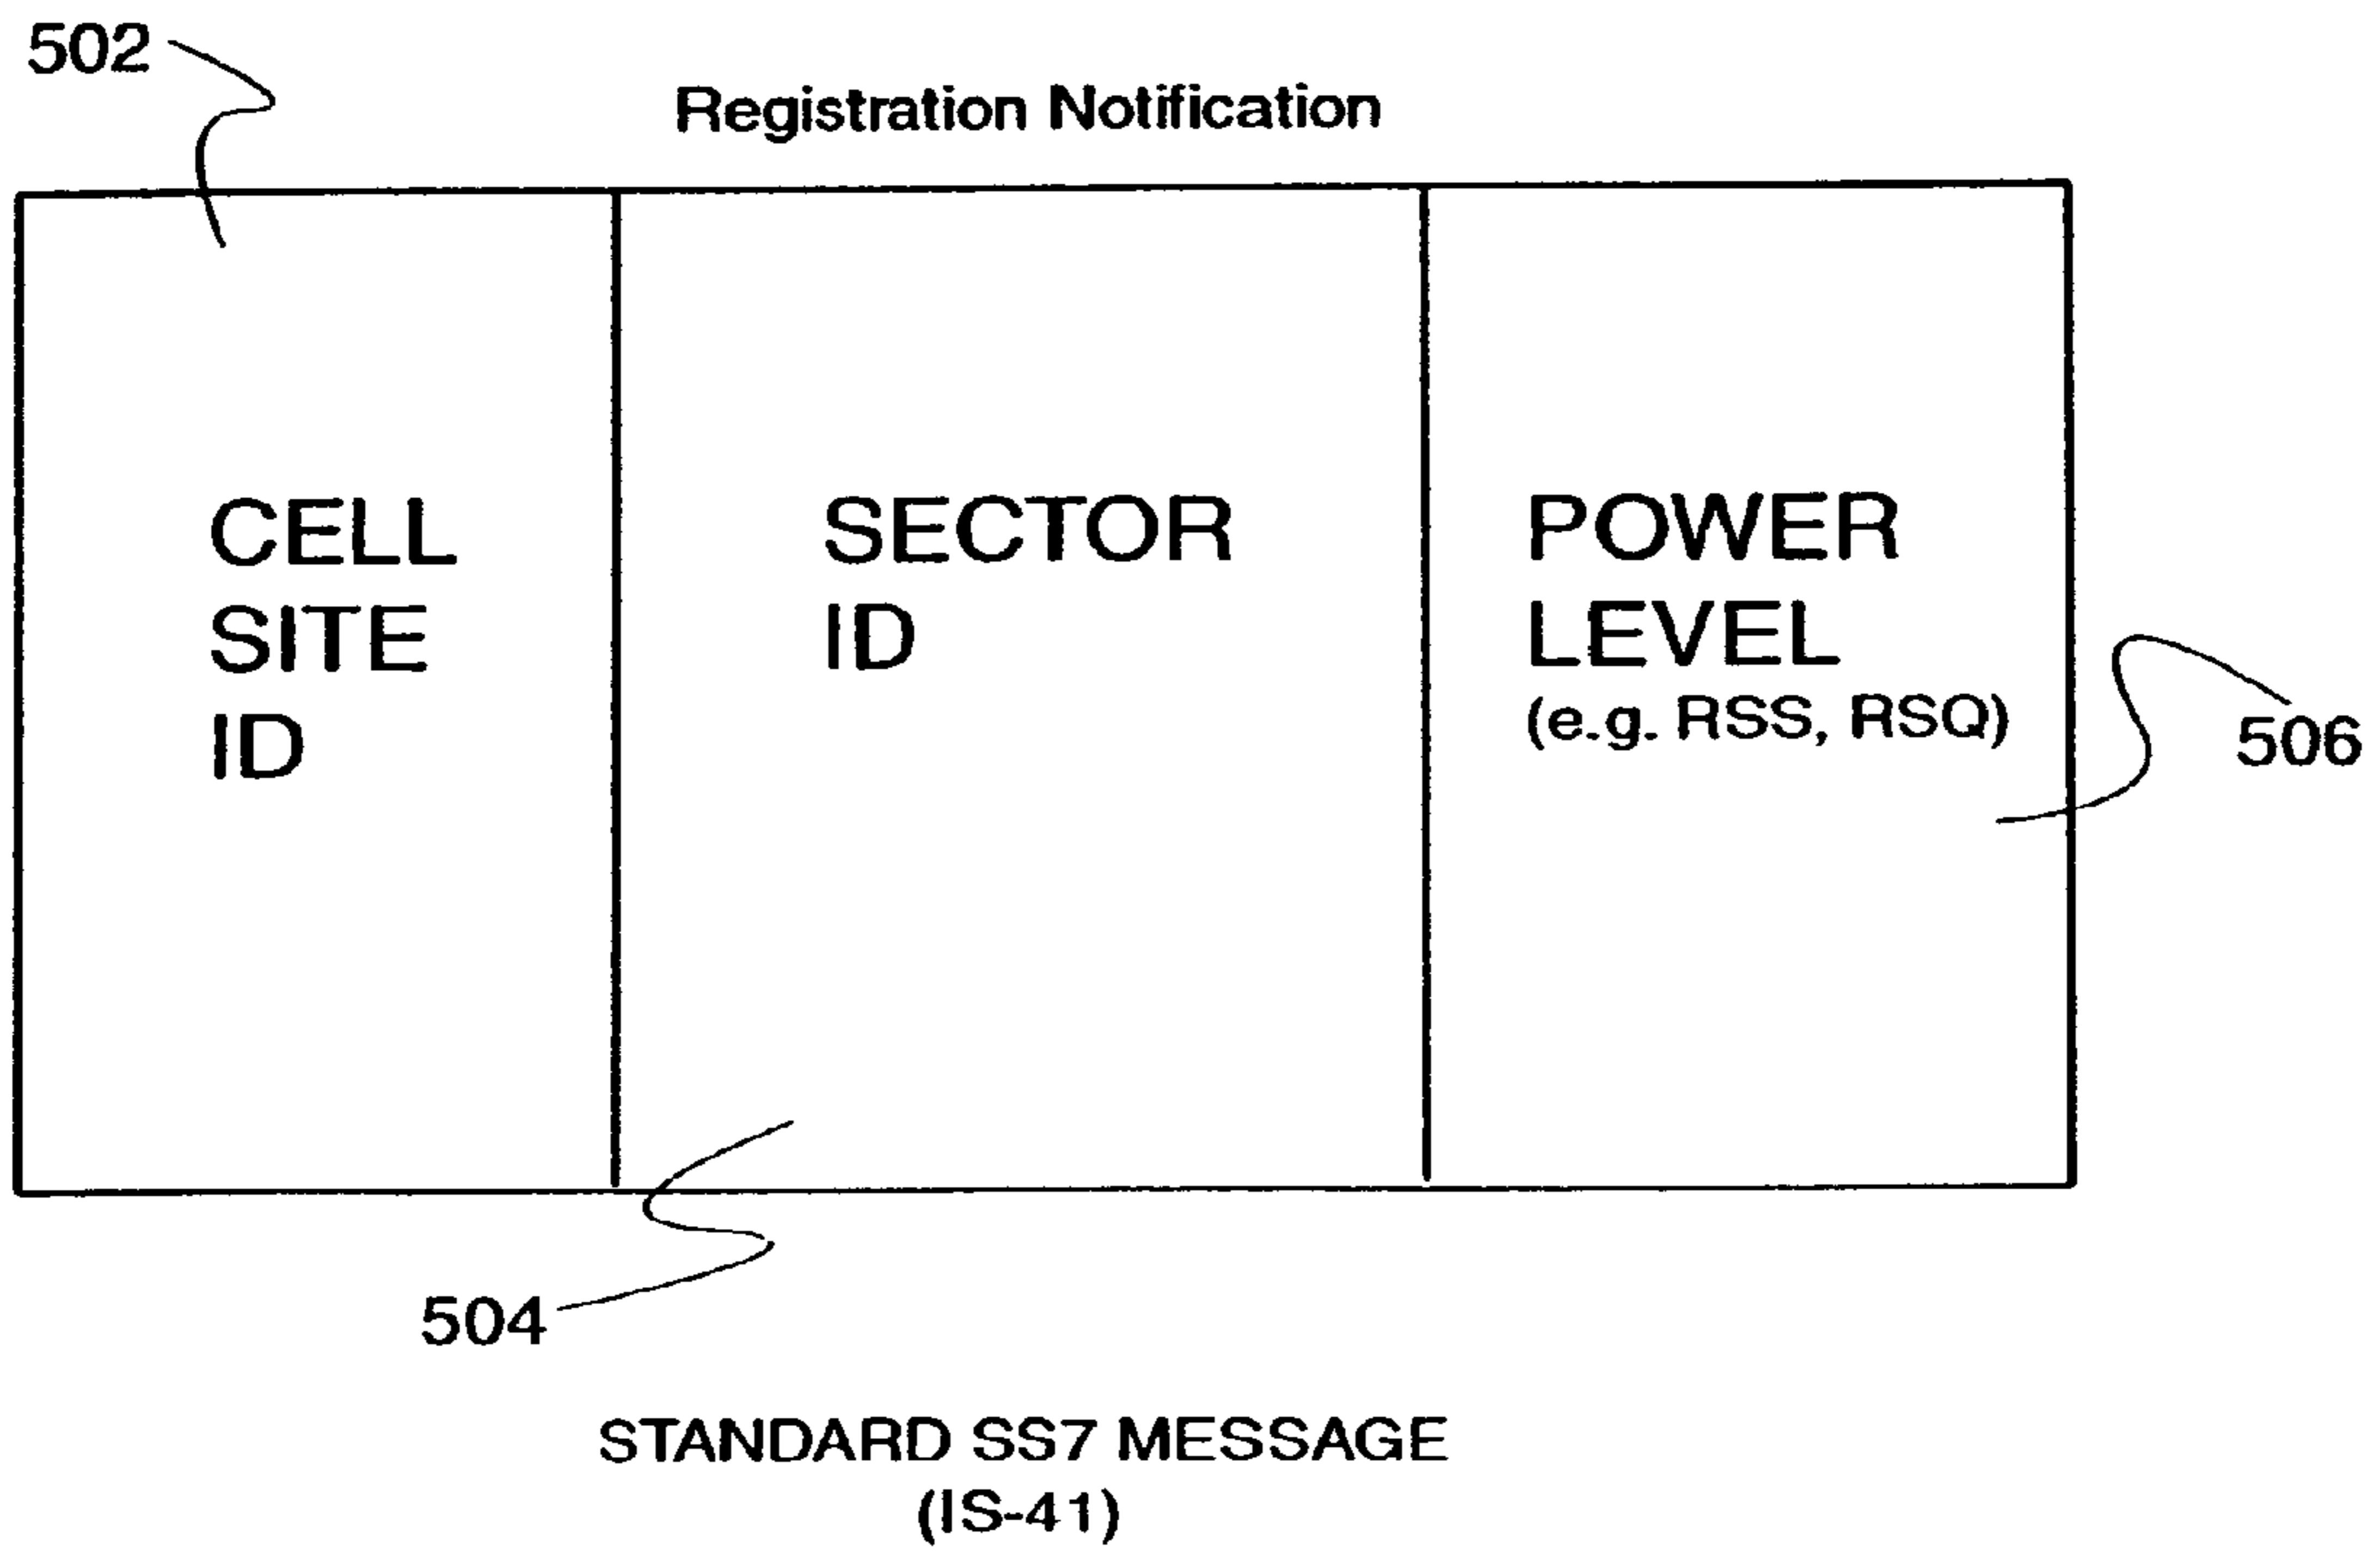 502
Registration Notification
CELL
SITE
ID
SECTOR
ID
POWER
LEVEL
(e.g. RSS, RSQ)
506
504
STANDARD SS7 MESSAGE
(IS-41)